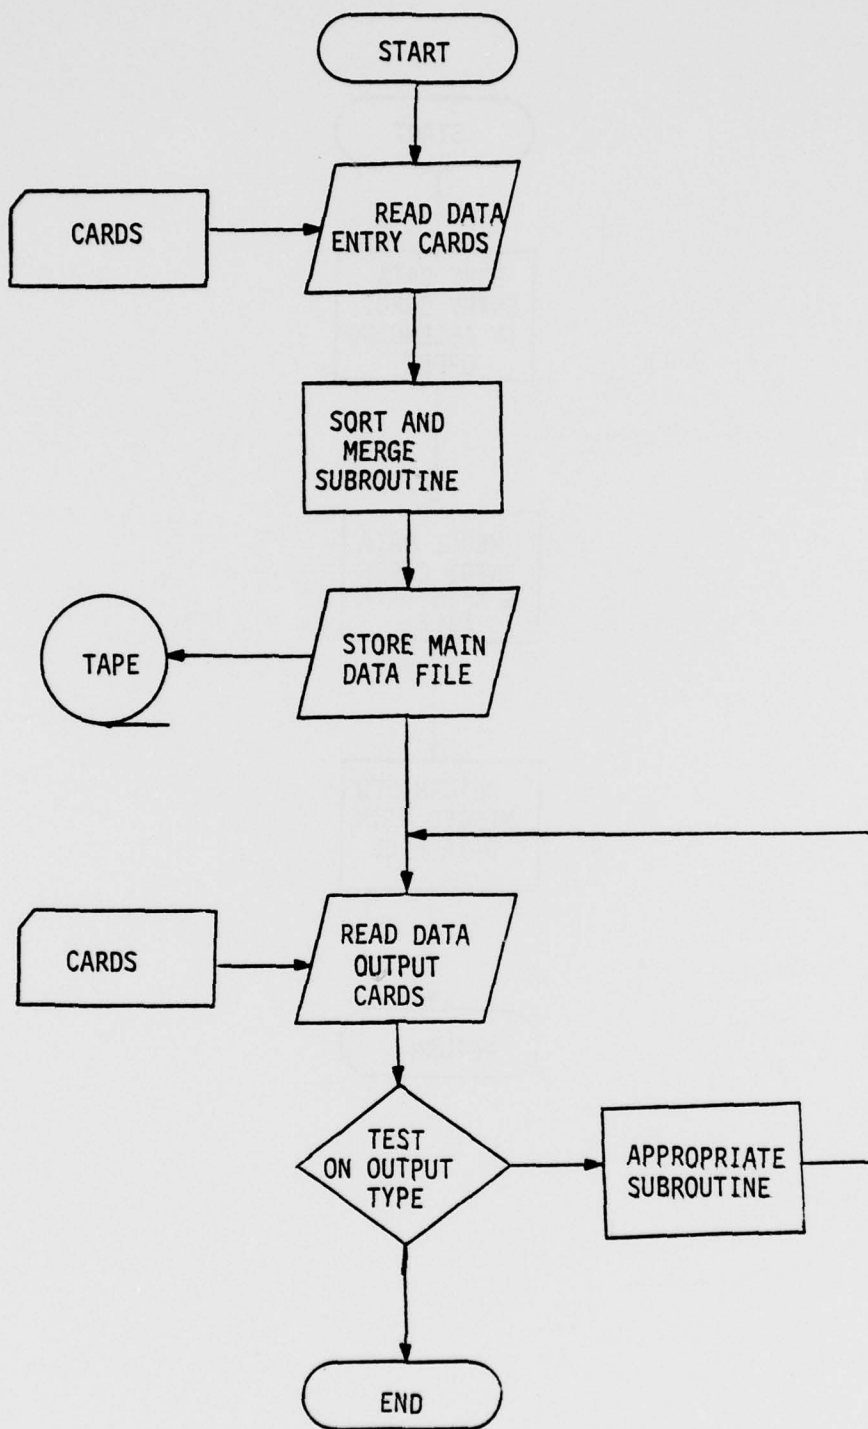 START
CARDS
READ DATA
ENTRY CARDS
SORT AND
MERGE
SUBROUTINE
TAPE
STORE MAIN
DATA FILE
CARDS
READ DATA
OUTPUT
CARDS
TEST
ON OUTPUT
TYPE
APPROPRIATE
SUBROUTINE
END